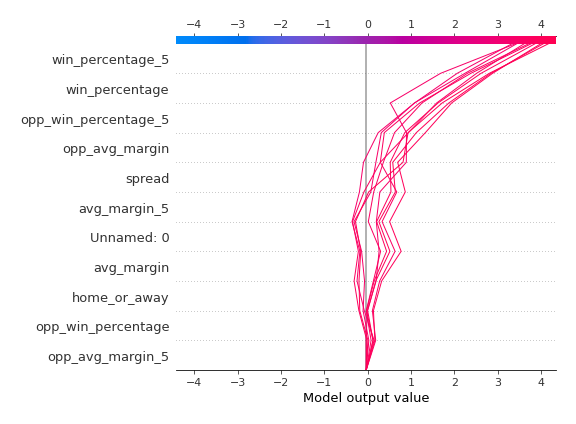 −4 −3 −2 −1 0 1 2 3 4
win_percentage_5
win_percentage
opp_win_percentage_5
opp_avg_margin
spread
avg_margin_5
Unnamed: 0
avg_margin
home_or_away
opp_win_percentage
opp_avg_margin_5
−4 −3 −2 −1 0 1 2 3 4
Model output value